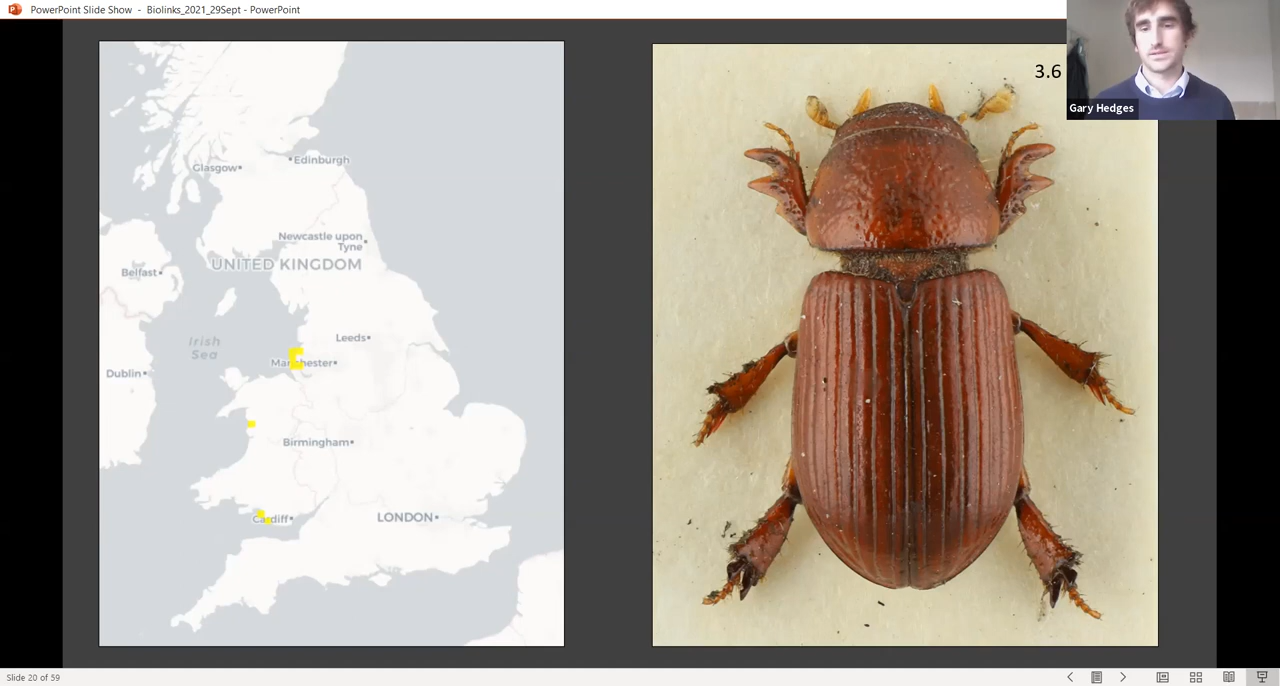 PowerPoint Slide Show - Biolinks_2021_29Sept - PowerPoint
3.6
Gary Hedges
Edinburgh
Glasgow
Newcastle upon
Tyne
UNITED KINGDOM
Belfast
Irish
Sea
Leeds
Manchester
Dublin
Birmingham
Cardiff
LONDON
Slide 20 of 59